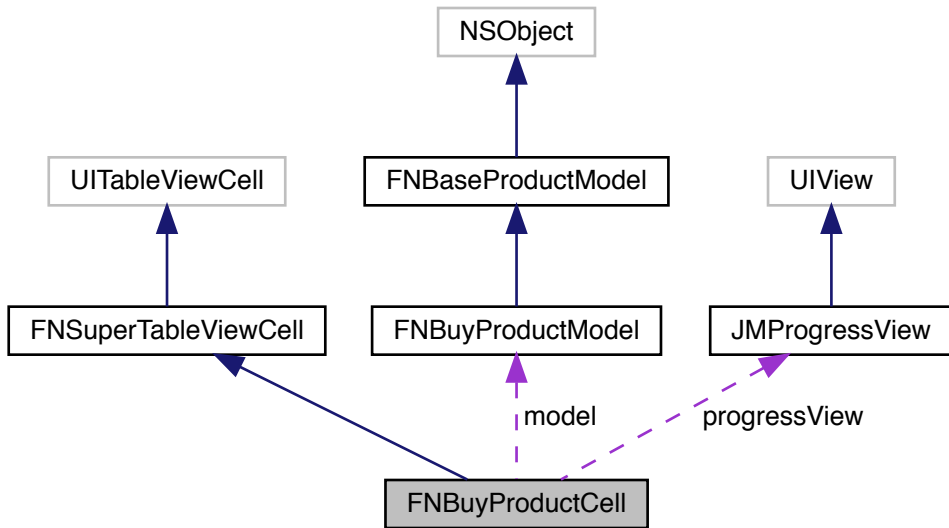 NSObject
UITableViewCell
FNBaseProductModel
UIView
FNSuperTableViewCell
FNBuyProductModel
JMProgressView
model
progressView
FNBuyProductCell